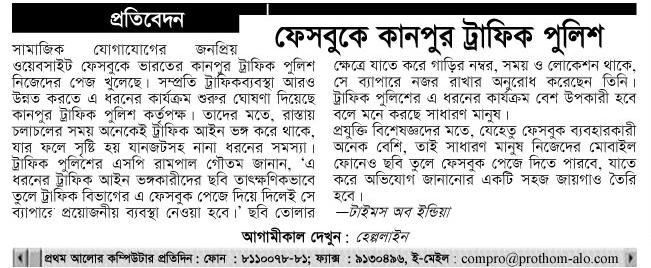 প্রতিবেদন
ফেসবুকে কানপুর ট্রাফিক পুলিশ
সামাজিক যোগাযোগের জনপ্রিয়
ওয়েবসাইট ফেসবুকে ভারতের কানপুর ট্রাফিক পুলিশ
নিজেদের পেজ খুলেছে। সম্প্রতি ট্রাফিকব্যবস্থা আরও
উন্নত করতে এ ধরনের কার্যক্রম শুরুর ঘোষণা দিয়েছে
কানপুর ট্রাফিক পুলিশ কর্তৃপক্ষ। তাদের মতে, রাস্তায়
চলাচলের সময় অনেকেই ট্রাফিক আইন ভঙ্গ করে থাকে,
যার ফলে সৃষ্টি হয় যানজটসহ নানা ধরনের সমস্যা।
ট্রাফিক পুলিশের এসপি রামপাল গৌতম জানান, ‘এ
ধরনের ট্রাফিক আইন ভঙ্গকারীদের ছবি তাৎক্ষণিকভাবে
তুলে ট্রাফিক বিভাগের এ ফেসবুক পেজে দিয়ে দিলেই সে
ব্যাপারে প্রয়োজনীয় ব্যবস্থা নেওয়া হবে।’ ছবি তোলার
ক্ষেত্রে যাতে করে গাড়ির নম্বর, সময় ও লোকেশন থাকে,
সে ব্যাপারে নজর রাখার অনুরোধ করেছেন তিনি।
ট্রাফিক পুলিশের এ ধরনের কার্যক্রম বেশ উপকারী হবে
বলে মনে করছে সাধারণ মানুষ।
প্রযুক্তি বিশেষজ্ঞদের মতে, যেহেতু ফেসবুক ব্যবহারকারী
অনেক বেশি, তাই সাধারণ মানুষ নিজেদের মোবাইল
ফোনেও ছবি তুলে ফেসবুক পেজে দিতে পারবে, যাতে
করে অভিযোগ জানানোর একটি সহজ জায়গাও তৈরি
হবে।
—টাইমস অব ইন্ডিয়া
আগামীকাল দেখুন : হেল্পলাইন
প্রথম আলোর কম্পিউটার প্রতিদিন : ফোন : ৮১১০০৭৮-৮১; ফ্যাক্স : ৯১৩০৪৯৬, ই-মেইল : compro@prothom-alo.com